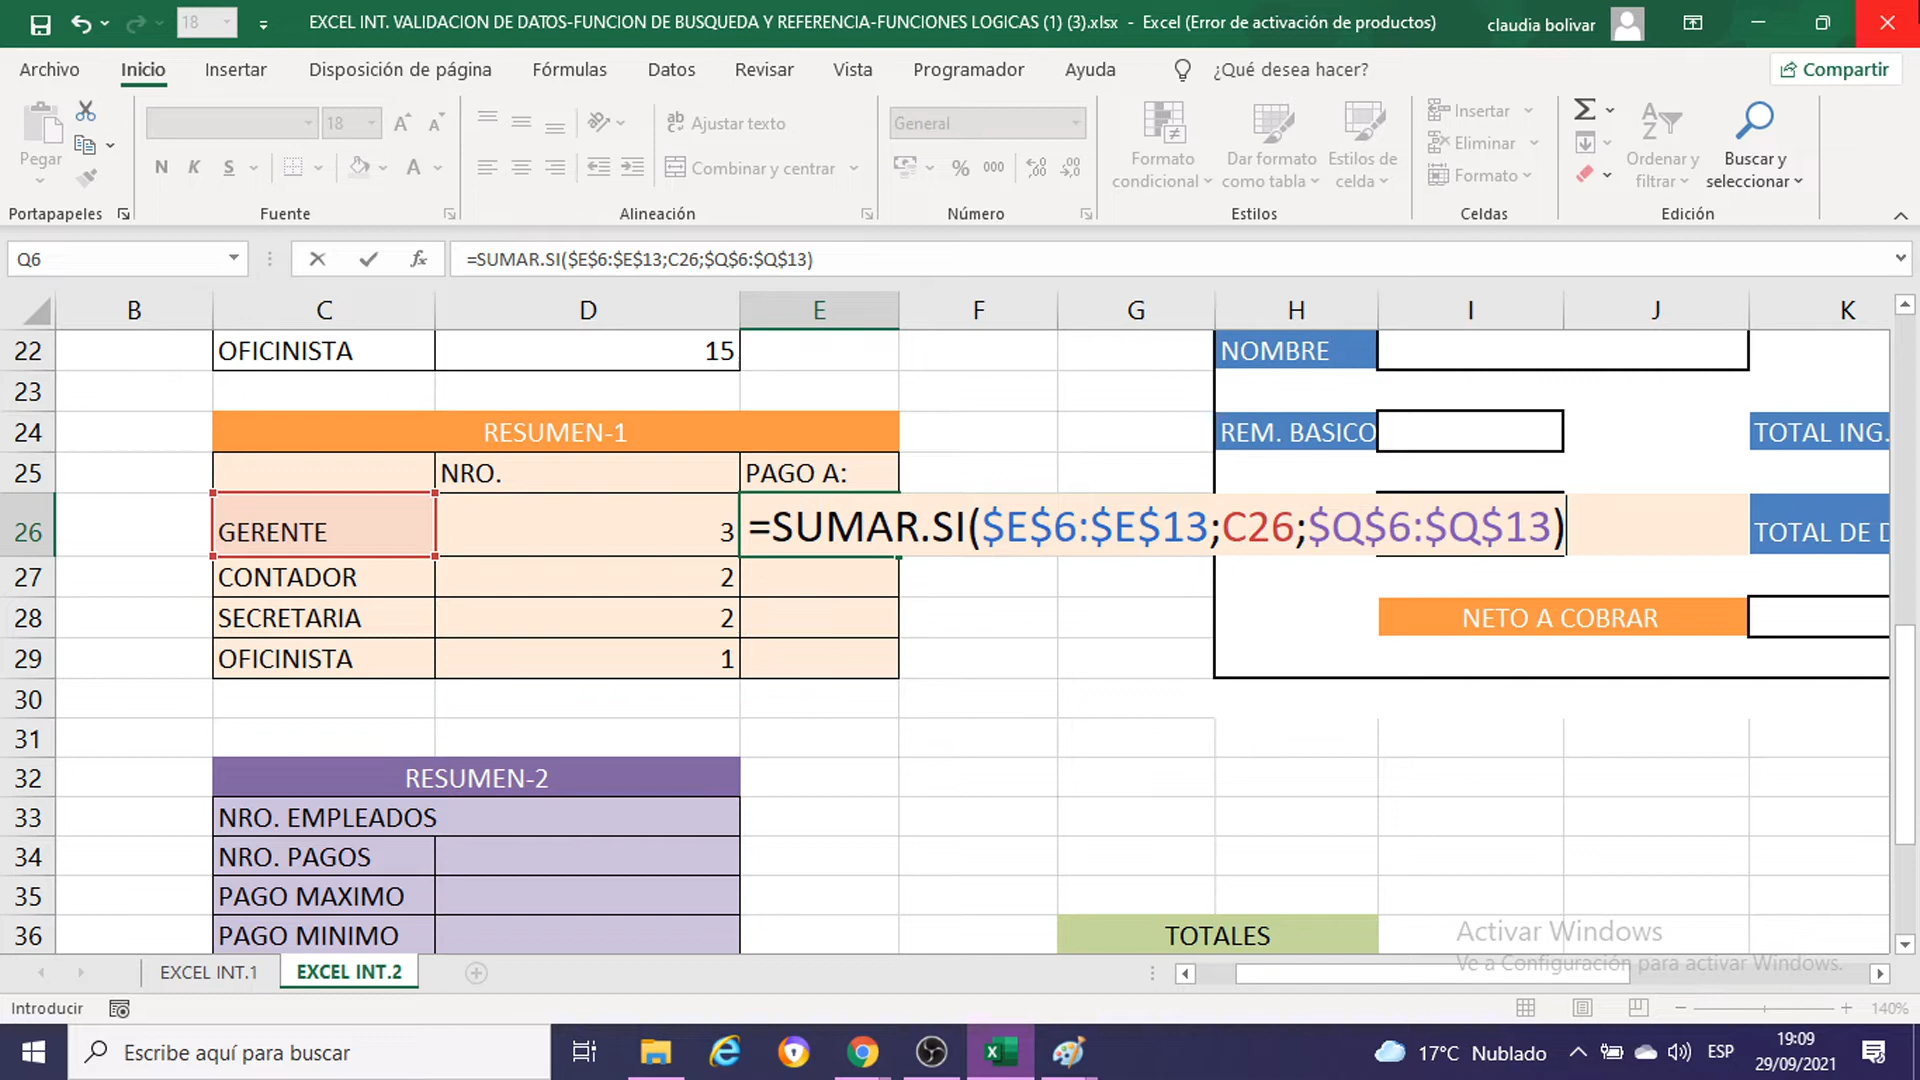 18
EXCEL INT. VALIDACION DE DATOS-FUNCION DE BUSQUEDA Y REFERENCIA-FUNCIONES LOGICAS (1) (3).xlsx - Excel (Error de activación de productos)
claudia bolivar
Archivo Inicio Insertar Disposición de página Fórmulas Datos Revisar Vista Programador Ayuda ¿Qué desea hacer? Compartir
Pegar
18
N K S
Ajustar texto
Combinar y centrar
General
% 000
Formato condicional
Dar formato como tabla
Estilos de celda
Insertar
Eliminar
Formato
Ordenar y filtrar
Buscar y seleccionar
Portapapeles Fuente Alineación Número Estilos Celdas Edición
Q6 fx =SUMAR.SI($E$6:$E$13;C26;$Q$6:$Q$13)
B C D E F G H I J K
22 OFICINISTA 15 NOMBRE
23
24 RESUMEN-1 REM. BASICO TOTAL ING.
25 NRO. PAGO A:
26 GERENTE 3 =SUMAR.SI($E$6:$E$13;C26;$Q$6:$Q$13) TOTAL DE D
27 CONTADOR 2
28 SECRETARIA 2 NETO A COBRAR
29 OFICINISTA 1
30
31
32 RESUMEN-2
33 NRO. EMPLEADOS
34 NRO. PAGOS
35 PAGO MAXIMO
36 PAGO MINIMO TOTALES
Activar Windows
Ve a Configuración para activar Windows.
EXCEL INT.1 EXCEL INT.2
Introducir 140%
Escribe aquí para buscar
17°C Nublado
ESP
19:09
29/09/2021